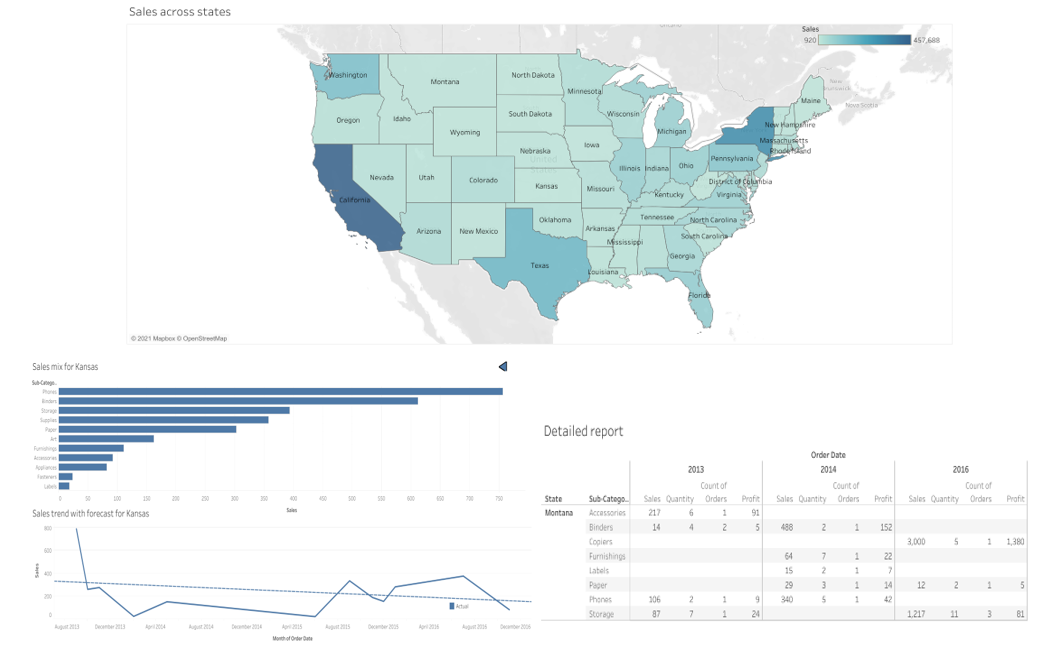 Sales across states
Sales
920 457,688
Washington
Montana
North Dakota
Minnesota
Maine
Oregon
Idaho
South Dakota
Wisconsin
Michigan
New Hampshire
Wyoming
Massachusetts
Rhode Island
Nebraska
Iowa
Nevada
Utah
Colorado
Kansas
Missouri
Illinois
Indiana
Ohio
Pennsylvania
District of Columbia
Virginia
Kentucky
California
Arizona
New Mexico
Oklahoma
Arkansas
Tennessee
North Carolina
South Carolina
Mississippi
Georgia
Texas
Louisiana
Florida
Nova Scotia
© 2021 Mapbox © OpenStreetMap
Sales mix for Kansas
Sub-Catego..
Phones
Binders
Storage
Supplies
Paper
Art
Furnishings
Accessories
Appliances
Fasteners
Labels
0 50 100 150 200 250 300 350 400 450 500 550 600 650 700 750
Sales
Sales trend with forecast for Kansas
800
600
400
200
0
Sales
Actual
August 2013 December 2013 April 2014 August 2014 December 2014 April 2015 August 2015 December 2015 April 2016 August 2016 December 2016
Month of Order Date
Detailed report
Order Date
2013 2014 2016
Count of Count of Count of
State Sub-Catego.. Sales Quantity Orders Profit Sales Quantity Orders Profit Sales Quantity Orders Profit
Montana Accessories 217 6 1 91
Binders 14 4 2 5 488 2 1 152
Copiers 3,000 5 1 1,380
Furnishings 64 7 1 22
Labels 15 2 1 7
Paper 29 3 1 14 12 2 1 5
Phones 106 2 1 9 340 5 1 42
Storage 87 7 1 24 1,217 11 3 81